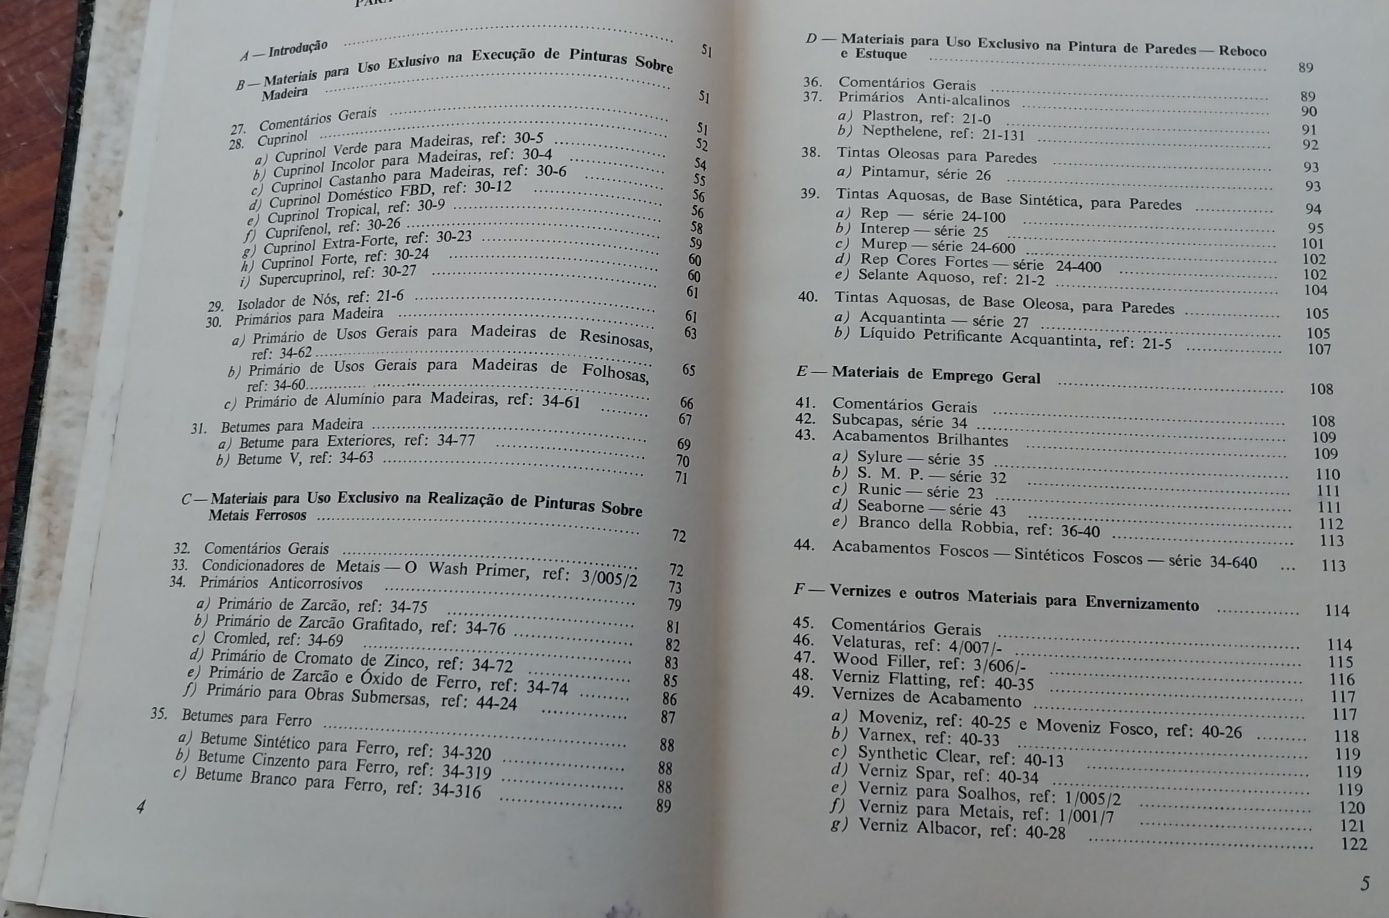 A — Introdução 51
B — Materiais para Uso Exlusivo na Execução de Pinturas Sobre
Madeira 51
27. Comentários Gerais 51
28. Cuprinol 52
a) Cuprinol Verde para Madeiras, ref: 30-5 54
b) Cuprinol Incolor para Madeiras, ref: 30-4 55
c) Cuprinol Castanho para Madeiras, ref: 30-6 56
d) Cuprinol Doméstico FBD, ref: 30-12 56
e) Cuprinol Tropical, ref: 30-9 58
f) Cuprifenol, ref: 30-26 59
g) Cuprinol Extra-Forte, ref: 30-23 60
h) Cuprinol Forte, ref: 30-24 60
i) Supercuprinol, ref: 30-27 61
29. Isolador de Nós, ref: 21-6 61
30. Primários para Madeira 63
a) Primário de Usos Gerais para Madeiras de Resinosas,
ref: 34-62 65
b) Primário de Usos Gerais para Madeiras de Folhosas,
ref: 34-60 66
c) Primário de Alumínio para Madeiras, ref: 34-61 67
31. Betumes para Madeira 69
a) Betume para Exteriores, ref: 34-77 70
b) Betume V, ref: 34-63 71
C — Materiais para Uso Exclusivo na Realização de Pinturas Sobre
Metais Ferrosos 72
32. Comentários Gerais 72
33. Condicionadores de Metais — O Wash Primer, ref: 3/005/2 73
34. Primários Anticorrosivos 79
a) Primário de Zarcão, ref: 34-75 81
b) Primário de Zarcão Grafitado, ref: 34-76 82
c) Cromled, ref: 34-69 83
d) Primário de Cromato de Zinco, ref: 34-72 85
e) Primário de Zarcão e Óxido de Ferro, ref: 34-74 86
f) Primário para Obras Submersas, ref: 44-24 87
35. Betumes para Ferro 88
a) Betume Sintético para Ferro, ref: 34-320 88
b) Betume Cinzento para Ferro, ref: 34-319 88
c) Betume Branco para Ferro, ref: 34-316 89
4
D — Materiais para Uso Exclusivo na Pintura de Paredes — Reboco
e Estuque 89
36. Comentários Gerais 89
37. Primários Anti-alcalinos 90
a) Plastron, ref: 21-0 91
b) Nepthelene, ref: 21-131 92
38. Tintas Oleosas para Paredes 93
a) Pintamur, série 26 93
39. Tintas Aquosas, de Base Sintética, para Paredes 94
a) Rep — série 24-100 95
b) Interep — série 25 101
c) Murep — série 24-600 102
d) Rep Cores Fortes — série 24-400 102
e) Selante Aquoso, ref: 21-2 104
40. Tintas Aquosas, de Base Oleosa, para Paredes 105
a) Acquantinta — série 27 105
b) Líquido Petrificante Acquantinta, ref: 21-5 107
E — Materiais de Emprego Geral 108
41. Comentários Gerais 108
42. Subcapas, série 34 109
43. Acabamentos Brilhantes 109
a) Sylure — série 35 110
b) S. M. P. — série 32 111
c) Runic — série 23 111
d) Seaborne — série 43 112
e) Branco della Robbia, ref: 36-40 113
44. Acabamentos Foscos — Sintéticos Foscos — série 34-640 ... 113
F — Vernizes e outros Materiais para Envernizamento 114
45. Comentários Gerais 114
46. Velaturas, ref: 4/007/- 115
47. Wood Filler, ref: 3/606/- 116
48. Verniz Flatting, ref: 40-35 117
49. Vernizes de Acabamento 117
a) Moveniz, ref: 40-25 e Moveniz Fosco, ref: 40-26 118
b) Varnex, ref: 40-33 119
c) Synthetic Clear, ref: 40-13 119
d) Verniz Spar, ref: 40-34 119
e) Verniz para Soalhos, ref: 1/005/2 120
f) Verniz para Metais, ref: 1/001/7 121
g) Verniz Albacor, ref: 40-28 122
5